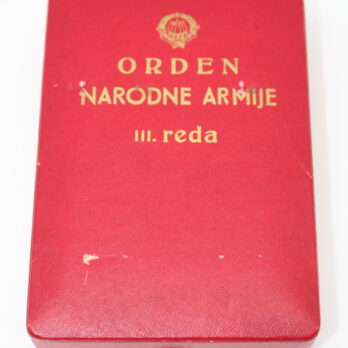 ORDEN
NARODNE ARMIJE
III. reda